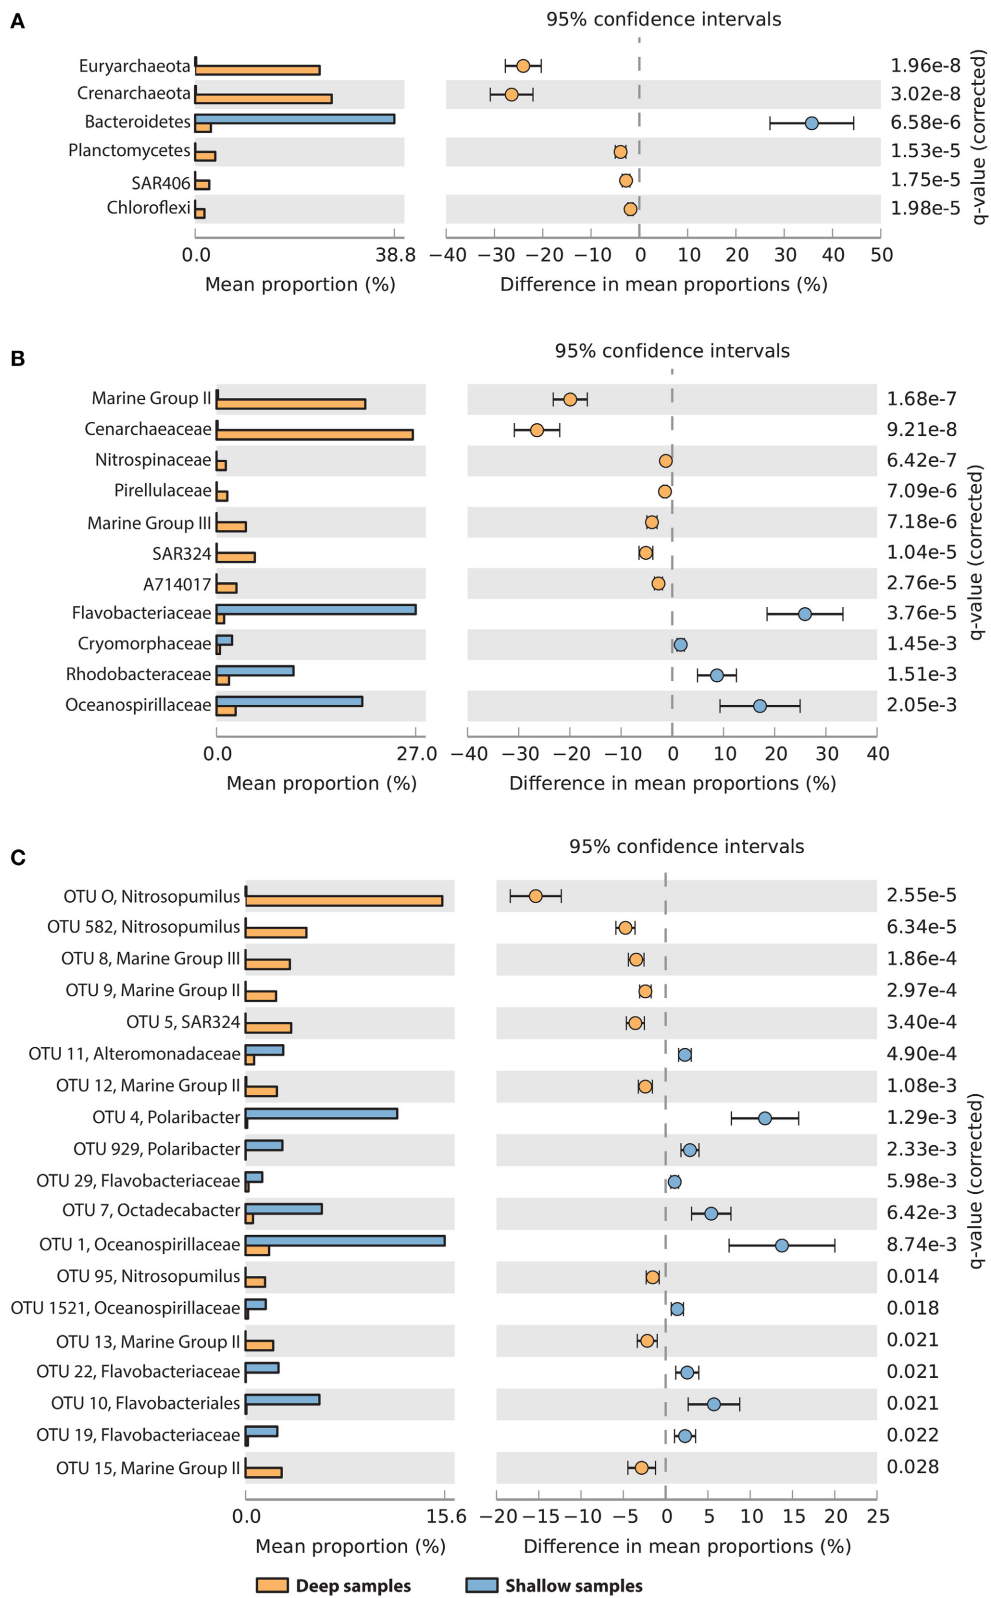 A
95% confidence intervals
Euryarchaeota 1.96e-8
Crenarchaeota 3.02e-8
Bacteroidetes 6.58e-6
Planctomycetes 1.53e-5
SAR406 1.75e-5
Chloroflexi 1.98e-5
q-value (corrected)
0.0 38.8 −40 −30 −20 −10 0 10 20 30 40 50
Mean proportion (%) Difference in mean proportions (%)
B
95% confidence intervals
Marine Group II 1.68e-7
Cenarchaeaceae 9.21e-8
Nitrospinaceae 6.42e-7
Pirellulaceae 7.09e-6
Marine Group III 7.18e-6
SAR324 1.04e-5
A714017 2.76e-5
Flavobacteriaceae 3.76e-5
Cryomorphaceae 1.45e-3
Rhodobacteraceae 1.51e-3
Oceanospirillaceae 2.05e-3
q-value (corrected)
0.0 27.0 −40 −30 −20 −10 0 10 20 30 40
Mean proportion (%) Difference in mean proportions (%)
C
95% confidence intervals
OTU O, Nitrosopumilus 2.55e-5
OTU 582, Nitrosopumilus 6.34e-5
OTU 8, Marine Group III 1.86e-4
OTU 9, Marine Group II 2.97e-4
OTU 5, SAR324 3.40e-4
OTU 11, Alteromonadaceae 4.90e-4
OTU 12, Marine Group II 1.08e-3
OTU 4, Polaribacter 1.29e-3
OTU 929, Polaribacter 2.33e-3
OTU 29, Flavobacteriaceae 5.98e-3
OTU 7, Octadecabacter 6.42e-3
OTU 1, Oceanospirillaceae 8.74e-3
OTU 95, Nitrosopumilus 0.014
OTU 1521, Oceanospirillaceae 0.018
OTU 13, Marine Group II 0.021
OTU 22, Flavobacteriaceae 0.021
OTU 10, Flavobacteriales 0.021
OTU 19, Flavobacteriaceae 0.022
OTU 15, Marine Group II 0.028
q-value (corrected)
0.0 15.6 −20 −15 −10 −5 0 5 10 15 20 25
Mean proportion (%) Difference in mean proportions (%)
Deep samples Shallow samples